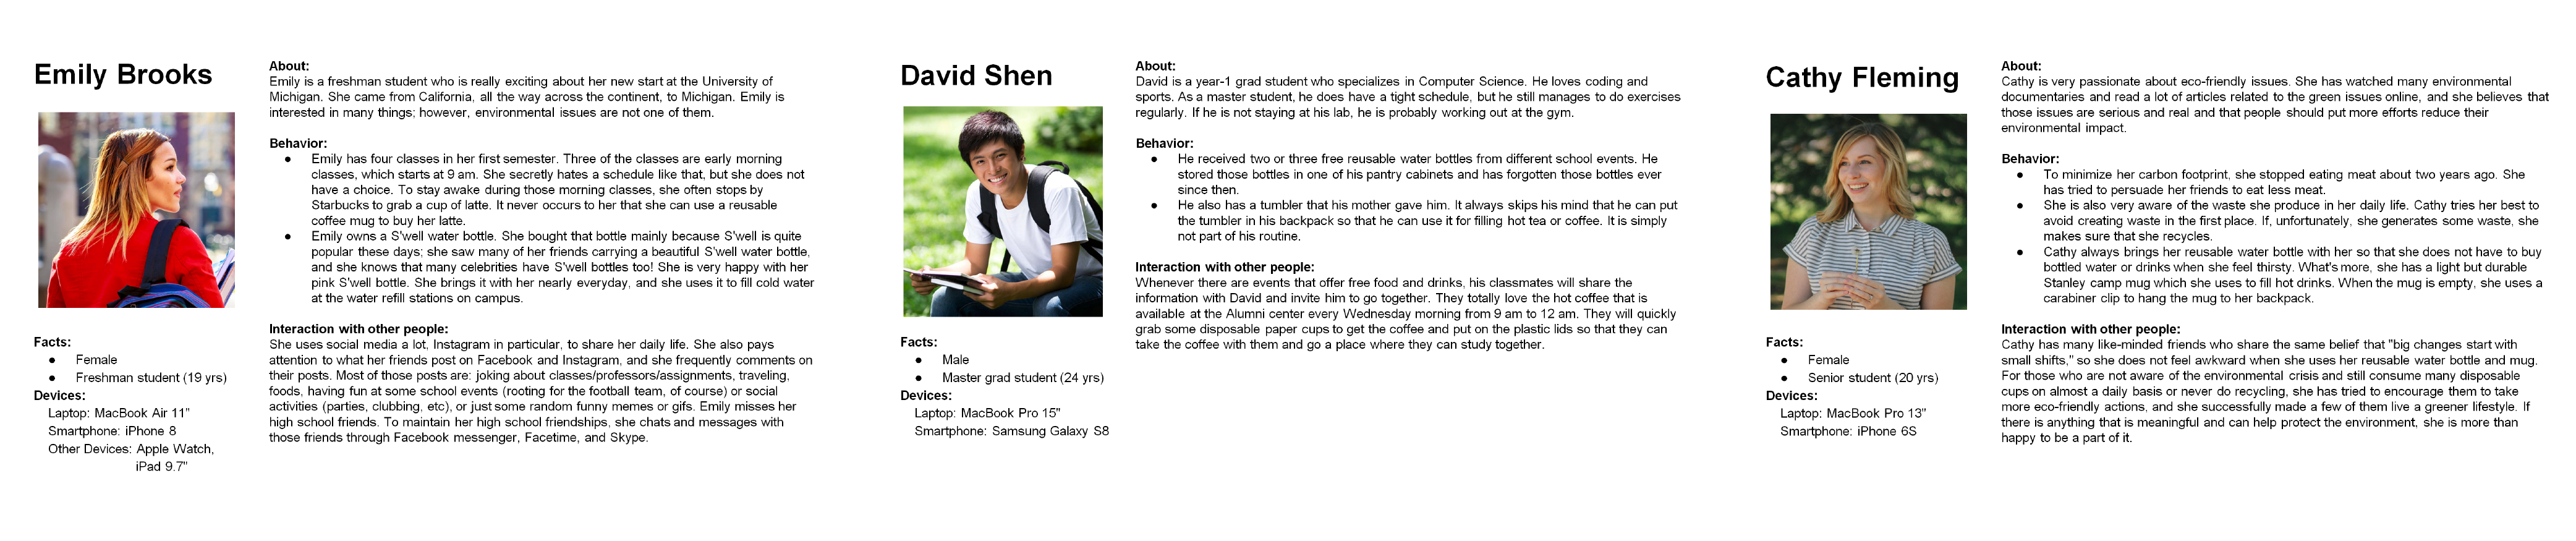 Emily Brooks
Facts:
● Female
● Freshman student (19 yrs)
Devices:
Laptop: MacBook Air 11"
Smartphone: iPhone 8
Other Devices: Apple Watch,
iPad 9.7"
About:
Emily is a freshman student who is really exciting about her new start at the University of
Michigan. She came from California, all the way across the continent, to Michigan. Emily is
interested in many things; however, environmental issues are not one of them.
Behavior:
● Emily has four classes in her first semester. Three of the classes are early morning
classes, which starts at 9 am. She secretly hates a schedule like that, but she does not
have a choice. To stay awake during those morning classes, she often stops by
Starbucks to grab a cup of latte. It never occurs to her that she can use a reusable
coffee mug to buy her latte.
● Emily owns a S'well water bottle. She bought that bottle mainly because S'well is quite
popular these days; she saw many of her friends carrying a beautiful S'well water bottle,
and she knows that many celebrities have S'well bottles too! She is very happy with her
pink S'well bottle. She brings it with her nearly everyday, and she uses it to fill cold water
at the water refill stations on campus.
Interaction with other people:
She uses social media a lot, Instagram in particular, to share her daily life. She also pays
attention to what her friends post on Facebook and Instagram, and she frequently comments on
their posts. Most of those posts are: joking about classes/professors/assignments, traveling,
foods, having fun at some school events (rooting for the football team, of course) or social
activities (parties, clubbing, etc), or just some random funny memes or gifs. Emily misses her
high school friends. To maintain her high school friendships, she chats and messages with
those friends through Facebook messenger, Facetime, and Skype.
David Shen
Facts:
● Male
● Master grad student (24 yrs)
Devices:
Laptop: MacBook Pro 15"
Smartphone: Samsung Galaxy S8
About:
David is a year-1 grad student who specializes in Computer Science. He loves coding and
sports. As a master student, he does have a tight schedule, but he still manages to do exercises
regularly. If he is not staying at his lab, he is probably working out at the gym.
Behavior:
● He received two or three free reusable water bottles from different school events. He
stored those bottles in one of his pantry cabinets and has forgotten those bottles ever
since then.
● He also has a tumbler that his mother gave him. It always skips his mind that he can put
the tumbler in his backpack so that he can use it for filling hot tea or coffee. It is simply
not part of his routine.
Interaction with other people:
Whenever there are events that offer free food and drinks, his classmates will share the
information with David and invite him to go together. They totally love the hot coffee that is
available at the Alumni center every Wednesday morning from 9 am to 12 am. They will quickly
grab some disposable paper cups to get the coffee and put on the plastic lids so that they can
take the coffee with them and go a place where they can study together.
Cathy Fleming
Facts:
● Female
● Senior student (20 yrs)
Devices:
Laptop: MacBook Pro 13"
Smartphone: iPhone 6S
About:
Cathy is very passionate about eco-friendly issues. She has watched many environmental
documentaries and read a lot of articles related to the green issues online, and she believes that
those issues are serious and real and that people should put more efforts reduce their
environmental impact.
Behavior:
● To minimize her carbon footprint, she stopped eating meat about two years ago. She
has tried to persuade her friends to eat less meat.
● She is also very aware of the waste she produce in her daily life. Cathy tries her best to
avoid creating waste in the first place. If, unfortunately, she generates some waste, she
makes sure that she recycles.
● Cathy always brings her reusable water bottle with her so that she does not have to buy
bottled water or drinks when she feel thirsty. What's more, she has a light but durable
Stanley camp mug which she uses to fill hot drinks. When the mug is empty, she uses a
carabiner clip to hang the mug to her backpack.
Interaction with other people:
Cathy has many like-minded friends who share the same belief that "big changes start with
small shifts," so she does not feel awkward when she uses her reusable water bottle and mug.
For those who are not aware of the environmental crisis and still consume many disposable
cups on almost a daily basis or never do recycling, she has tried to encourage them to take
more eco-friendly actions, and she successfully made a few of them live a greener lifestyle. If
there is anything that is meaningful and can help protect the environment, she is more than
happy to be a part of it.